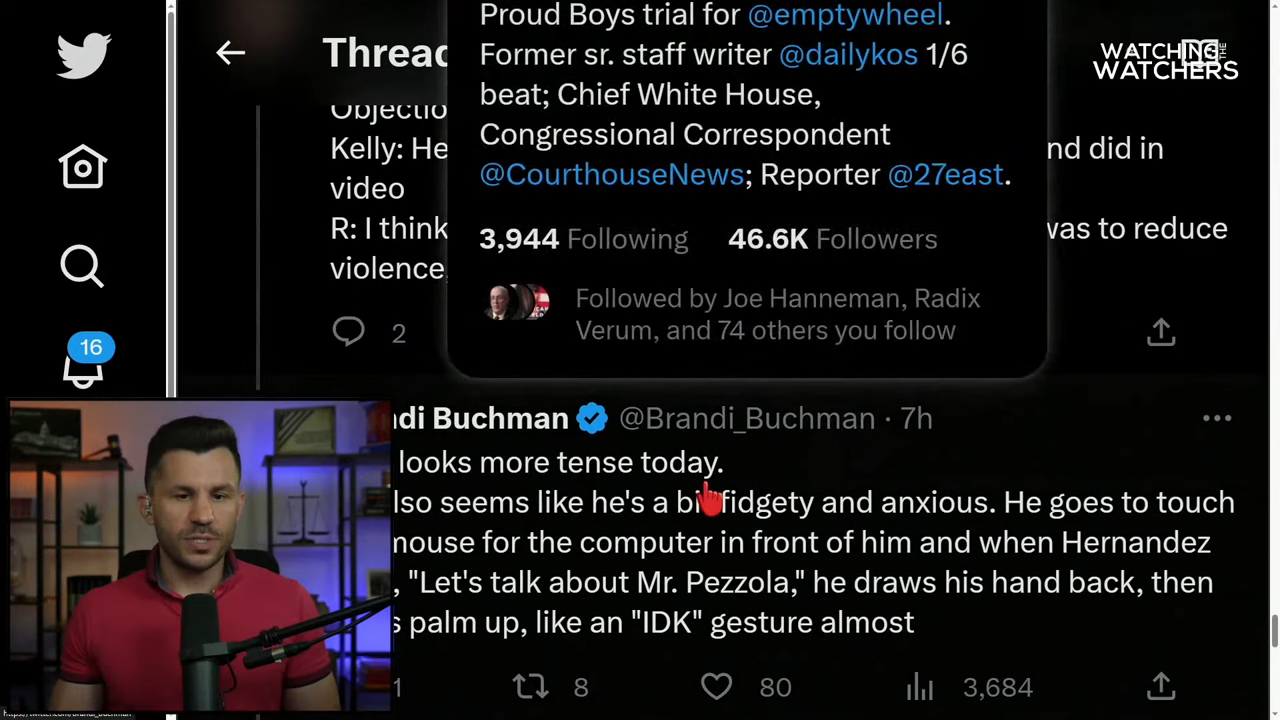 Proud Boys trial for @emptywheel.
Former sr. staff writer @dailykos 1/6
beat; Chief White House,
Congressional Correspondent
@CourthouseNews; Reporter @27east.
3,944 Following 46.6K Followers
Followed by Joe Hanneman, Radix
Verum, and 74 others you follow
WATCHING THE
WATCHERS
Thread
Objectio
Kelly: He nd did in
video
R: I think was to reduce
violence,
2
16
di Buchman @Brandi_Buchman · 7h
looks more tense today.
lso seems like he's a bi fidgety and anxious. He goes to touch
mouse for the computer in front of him and when Hernandez
, "Let's talk about Mr. Pezzola," he draws his hand back, then
s palm up, like an "IDK" gesture almost
1 8 80 3,684